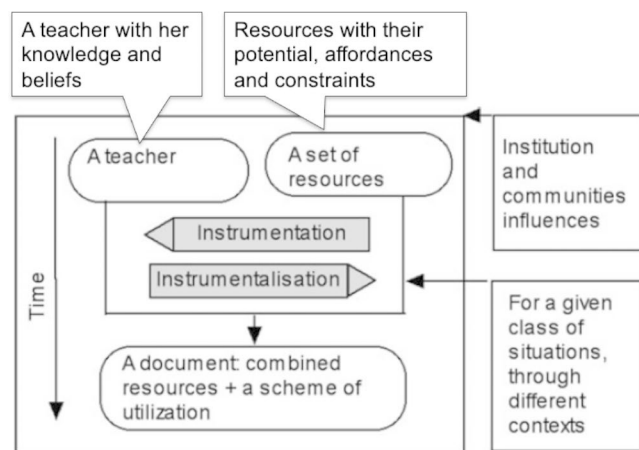 A teacher with her
knowledge and
beliefs
Resources with their
potential, affordances
and constraints
A teacher
A set of
resources
Institution
and
communities
influences
Instrumentation
Instrumentalisation
Time
For a given
class of
situations,
through
different
contexts
A document: combined
resources + a scheme of
utilization